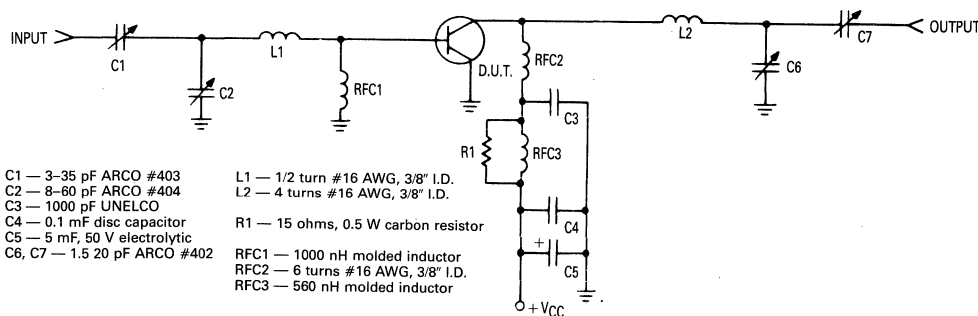 INPUT
C1
C2
L1
RFC1
D.U.T.
RFC2
C3
R1
RFC3
C4
+
C5
+ VCC
L2
C6
C7
OUTPUT
C1 — 3–35 pF ARCO #403
C2 — 8–60 pF ARCO #404
C3 — 1000 pF UNELCO
C4 — 0.1 mF disc capacitor
C5 — 5 mF, 50 V electrolytic
C6, C7 — 1.5 20 pF ARCO #402
L1 — 1/2 turn #16 AWG, 3/8" I.D.
L2 — 4 turns #16 AWG, 3/8" I.D.
R1 — 15 ohms, 0.5 W carbon resistor
RFC1 — 1000 nH molded inductor
RFC2 — 6 turns #16 AWG, 3/8" I.D.
RFC3 — 560 nH molded inductor